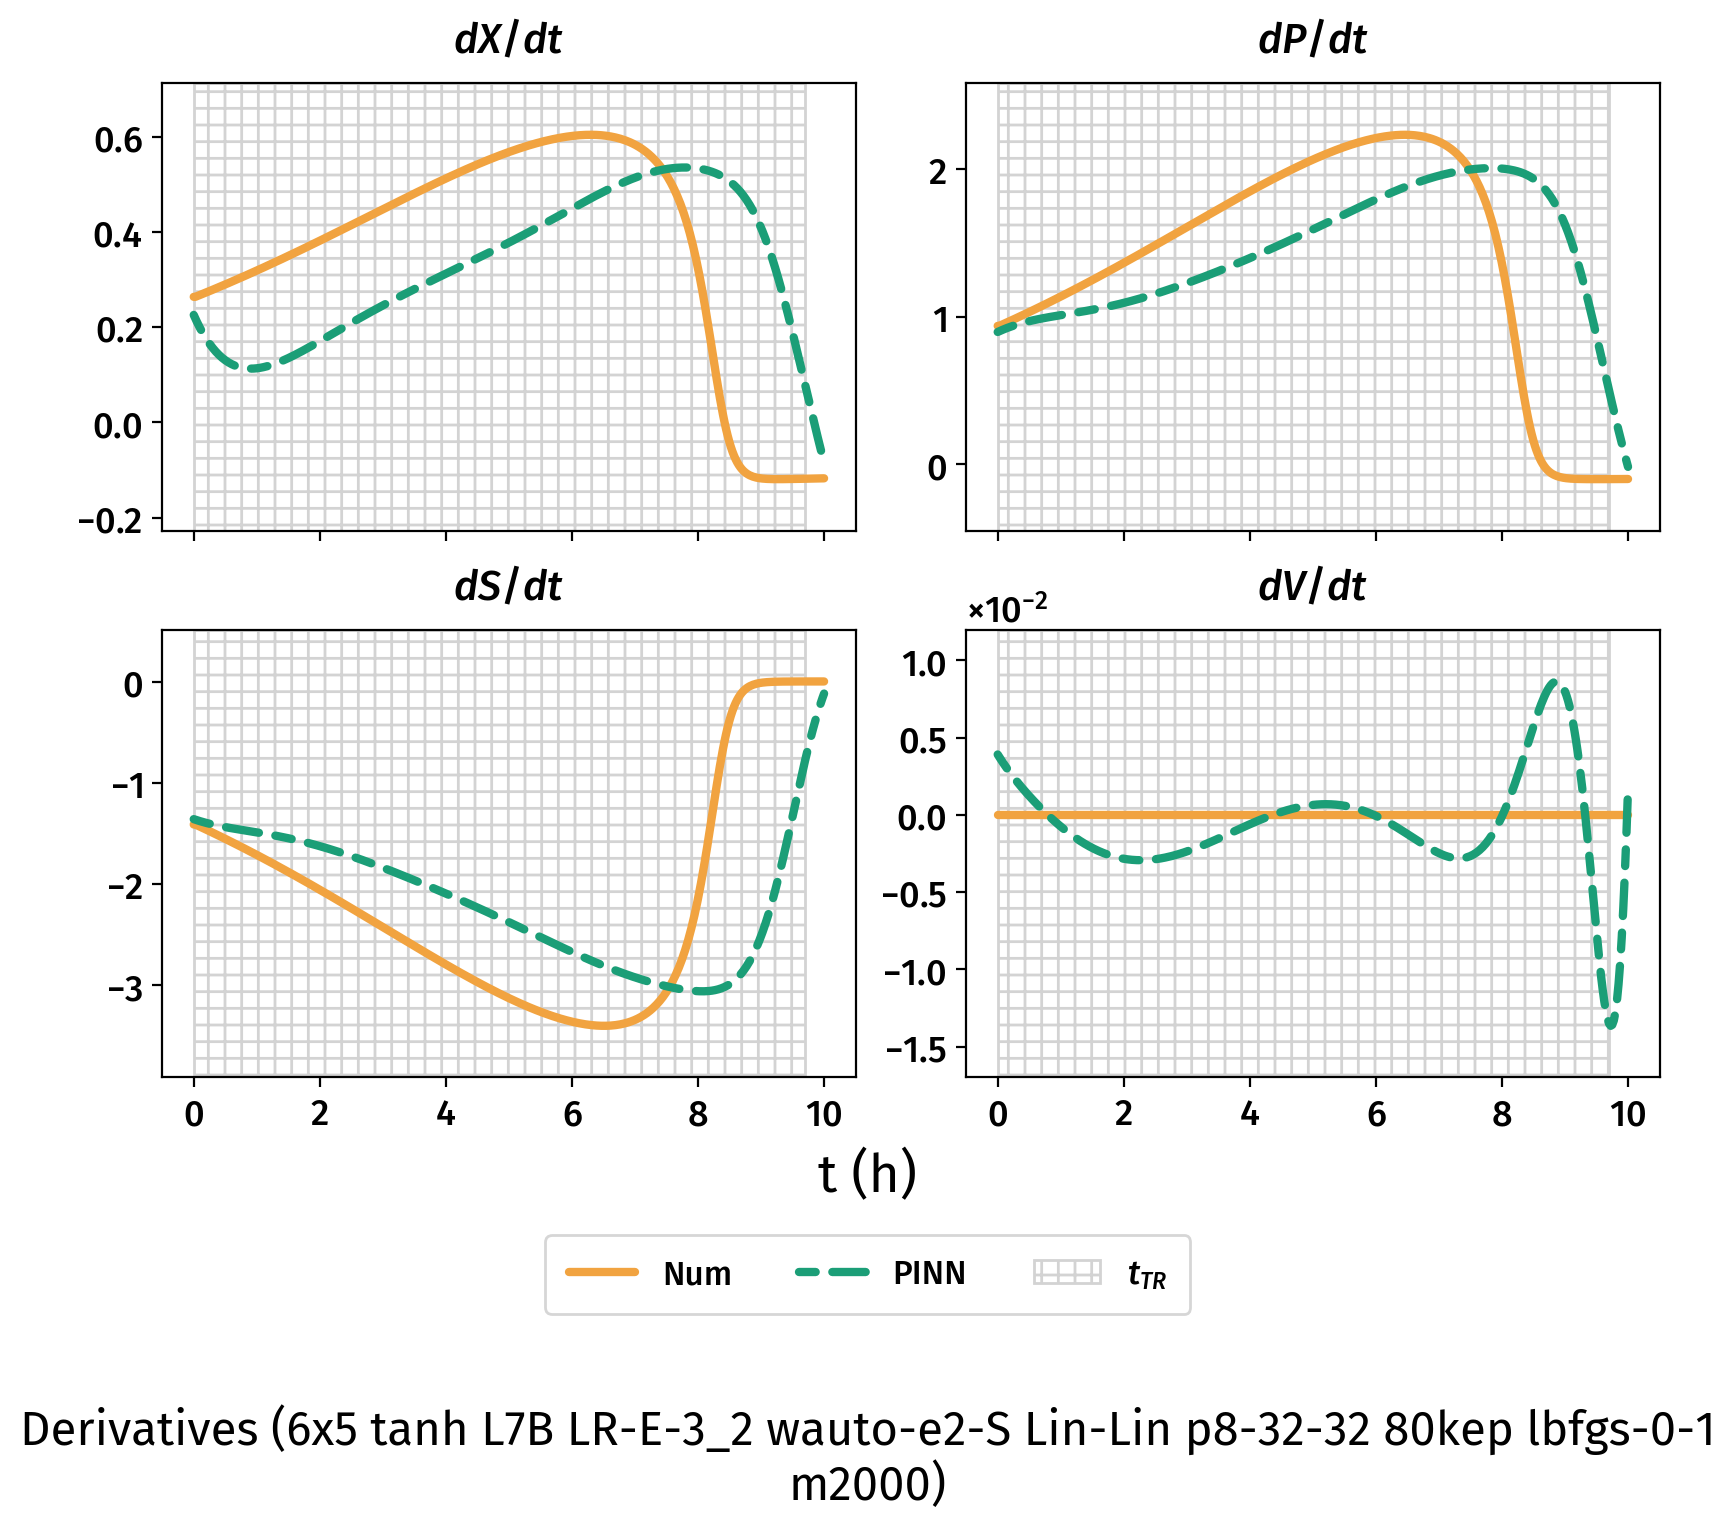 dX/dt
dP/dt
0.6
0.4
0.2
0.0
−0.2
2
1
0
dS/dt
dV/dt
×10⁻²
0
−1
−2
−3
1.0
0.5
0.0
−0.5
−1.0
−1.5
0 2 4 6 8 10
0 2 4 6 8 10
t (h)
Num PINN t_TR
Derivatives (6x5 tanh L7B LR-E-3_2 wauto-e2-S Lin-Lin p8-32-32 80kep lbfgs-0-1
m2000)